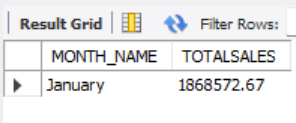 Result Grid Filter Rows:
MONTH_NAME TOTALSALES
January 1868572.67